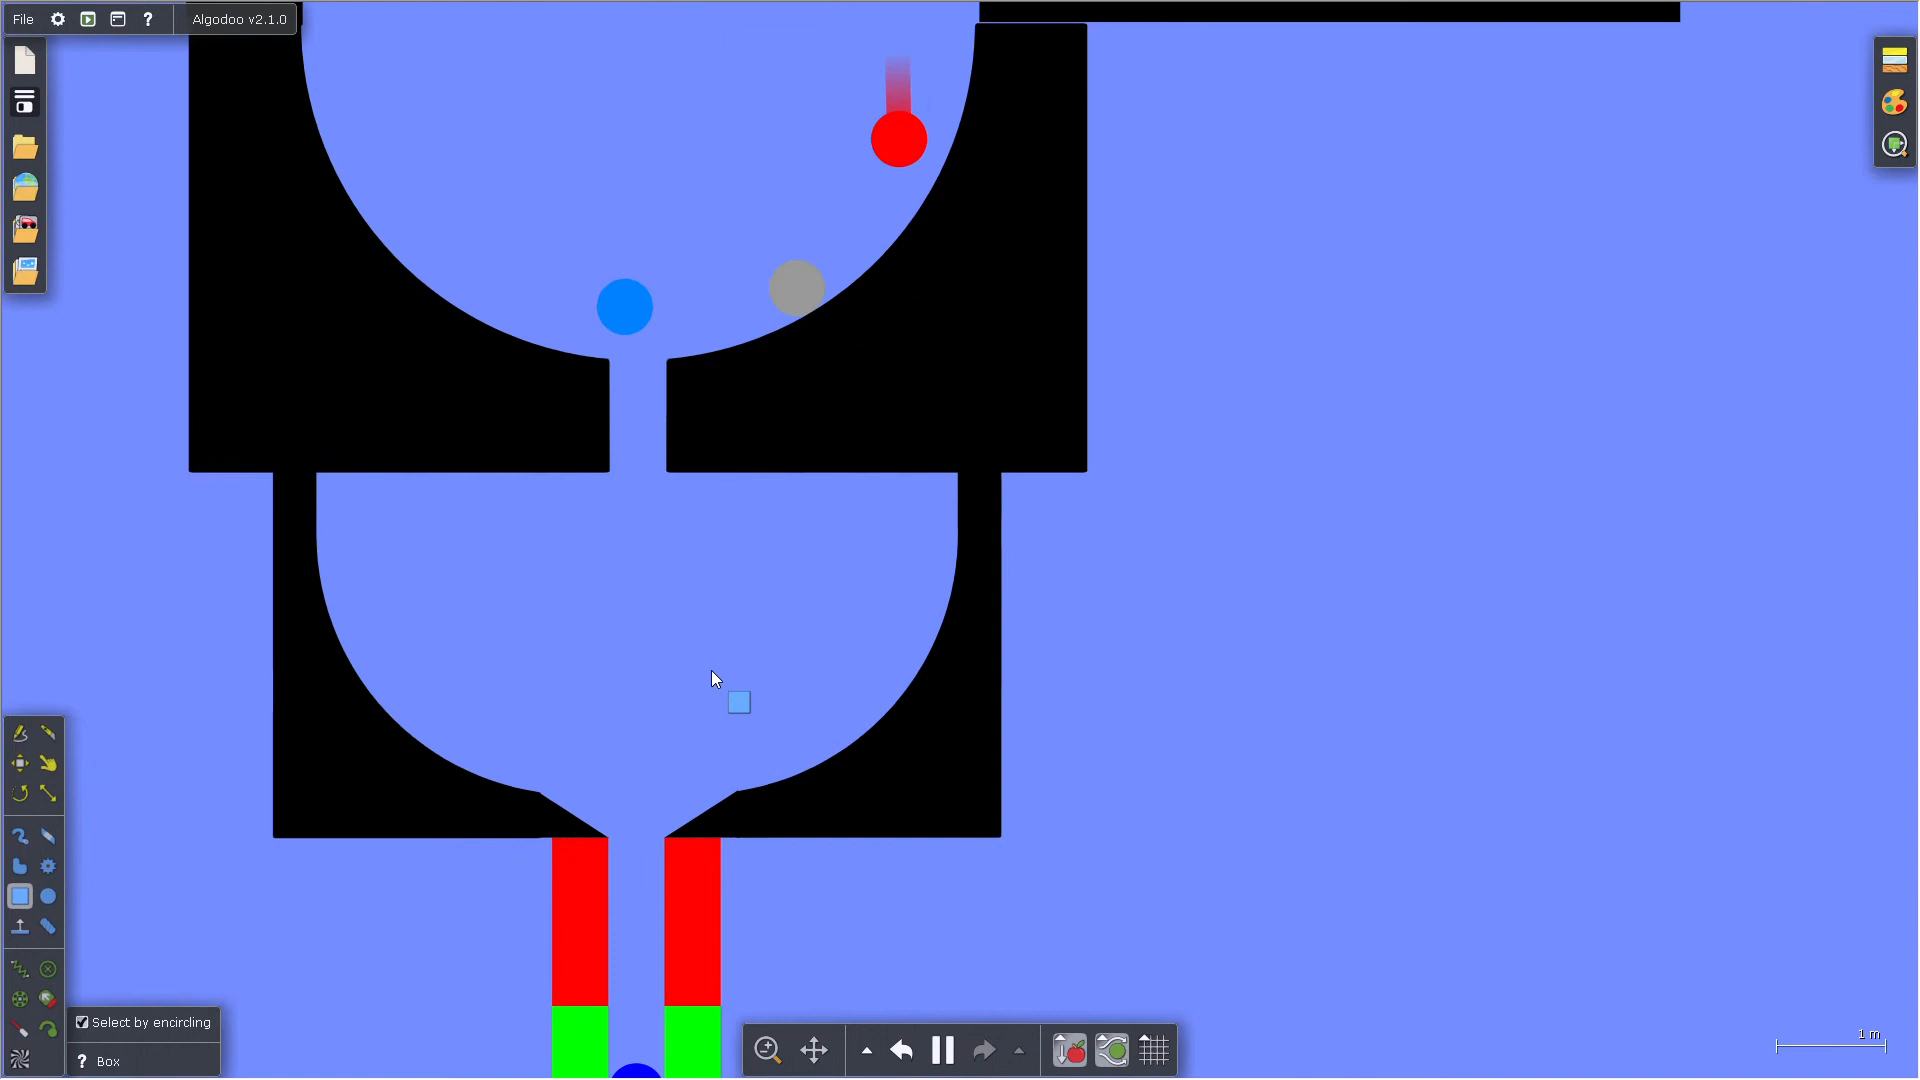 File ? Algodoo v2.1.0
Select by encircling
? Box
1 m